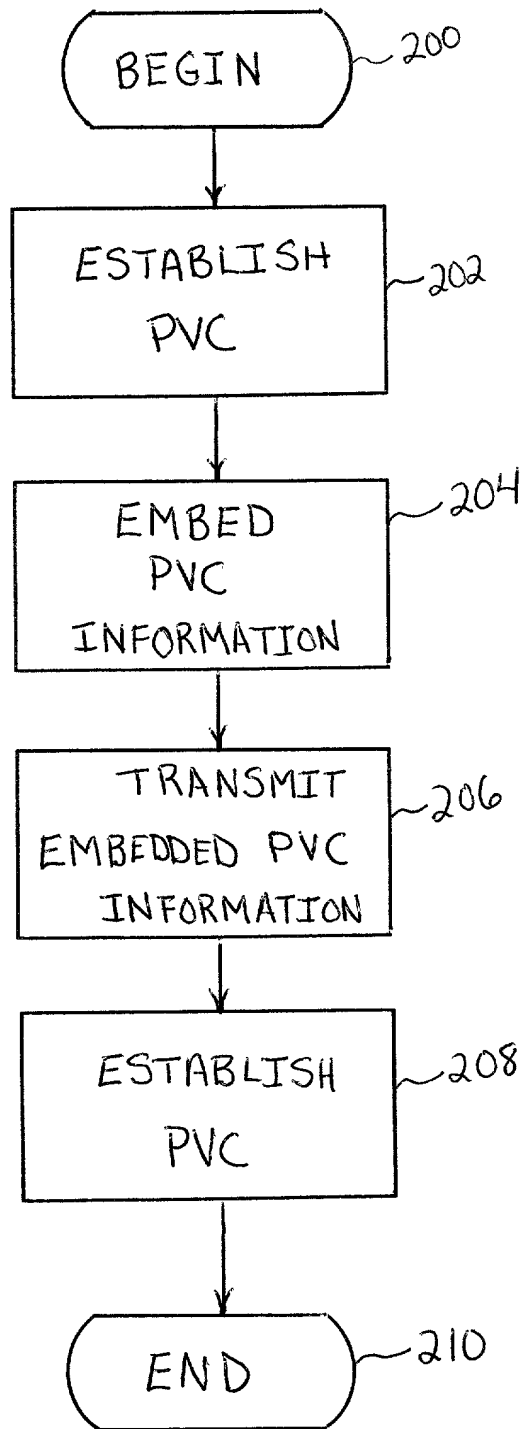 BEGIN
200
ESTABLISH
PVC
202
EMBED
PVC
INFORMATION
204
TRANSMIT
EMBEDDED PVC
INFORMATION
206
ESTABLISH
PVC
208
END
210